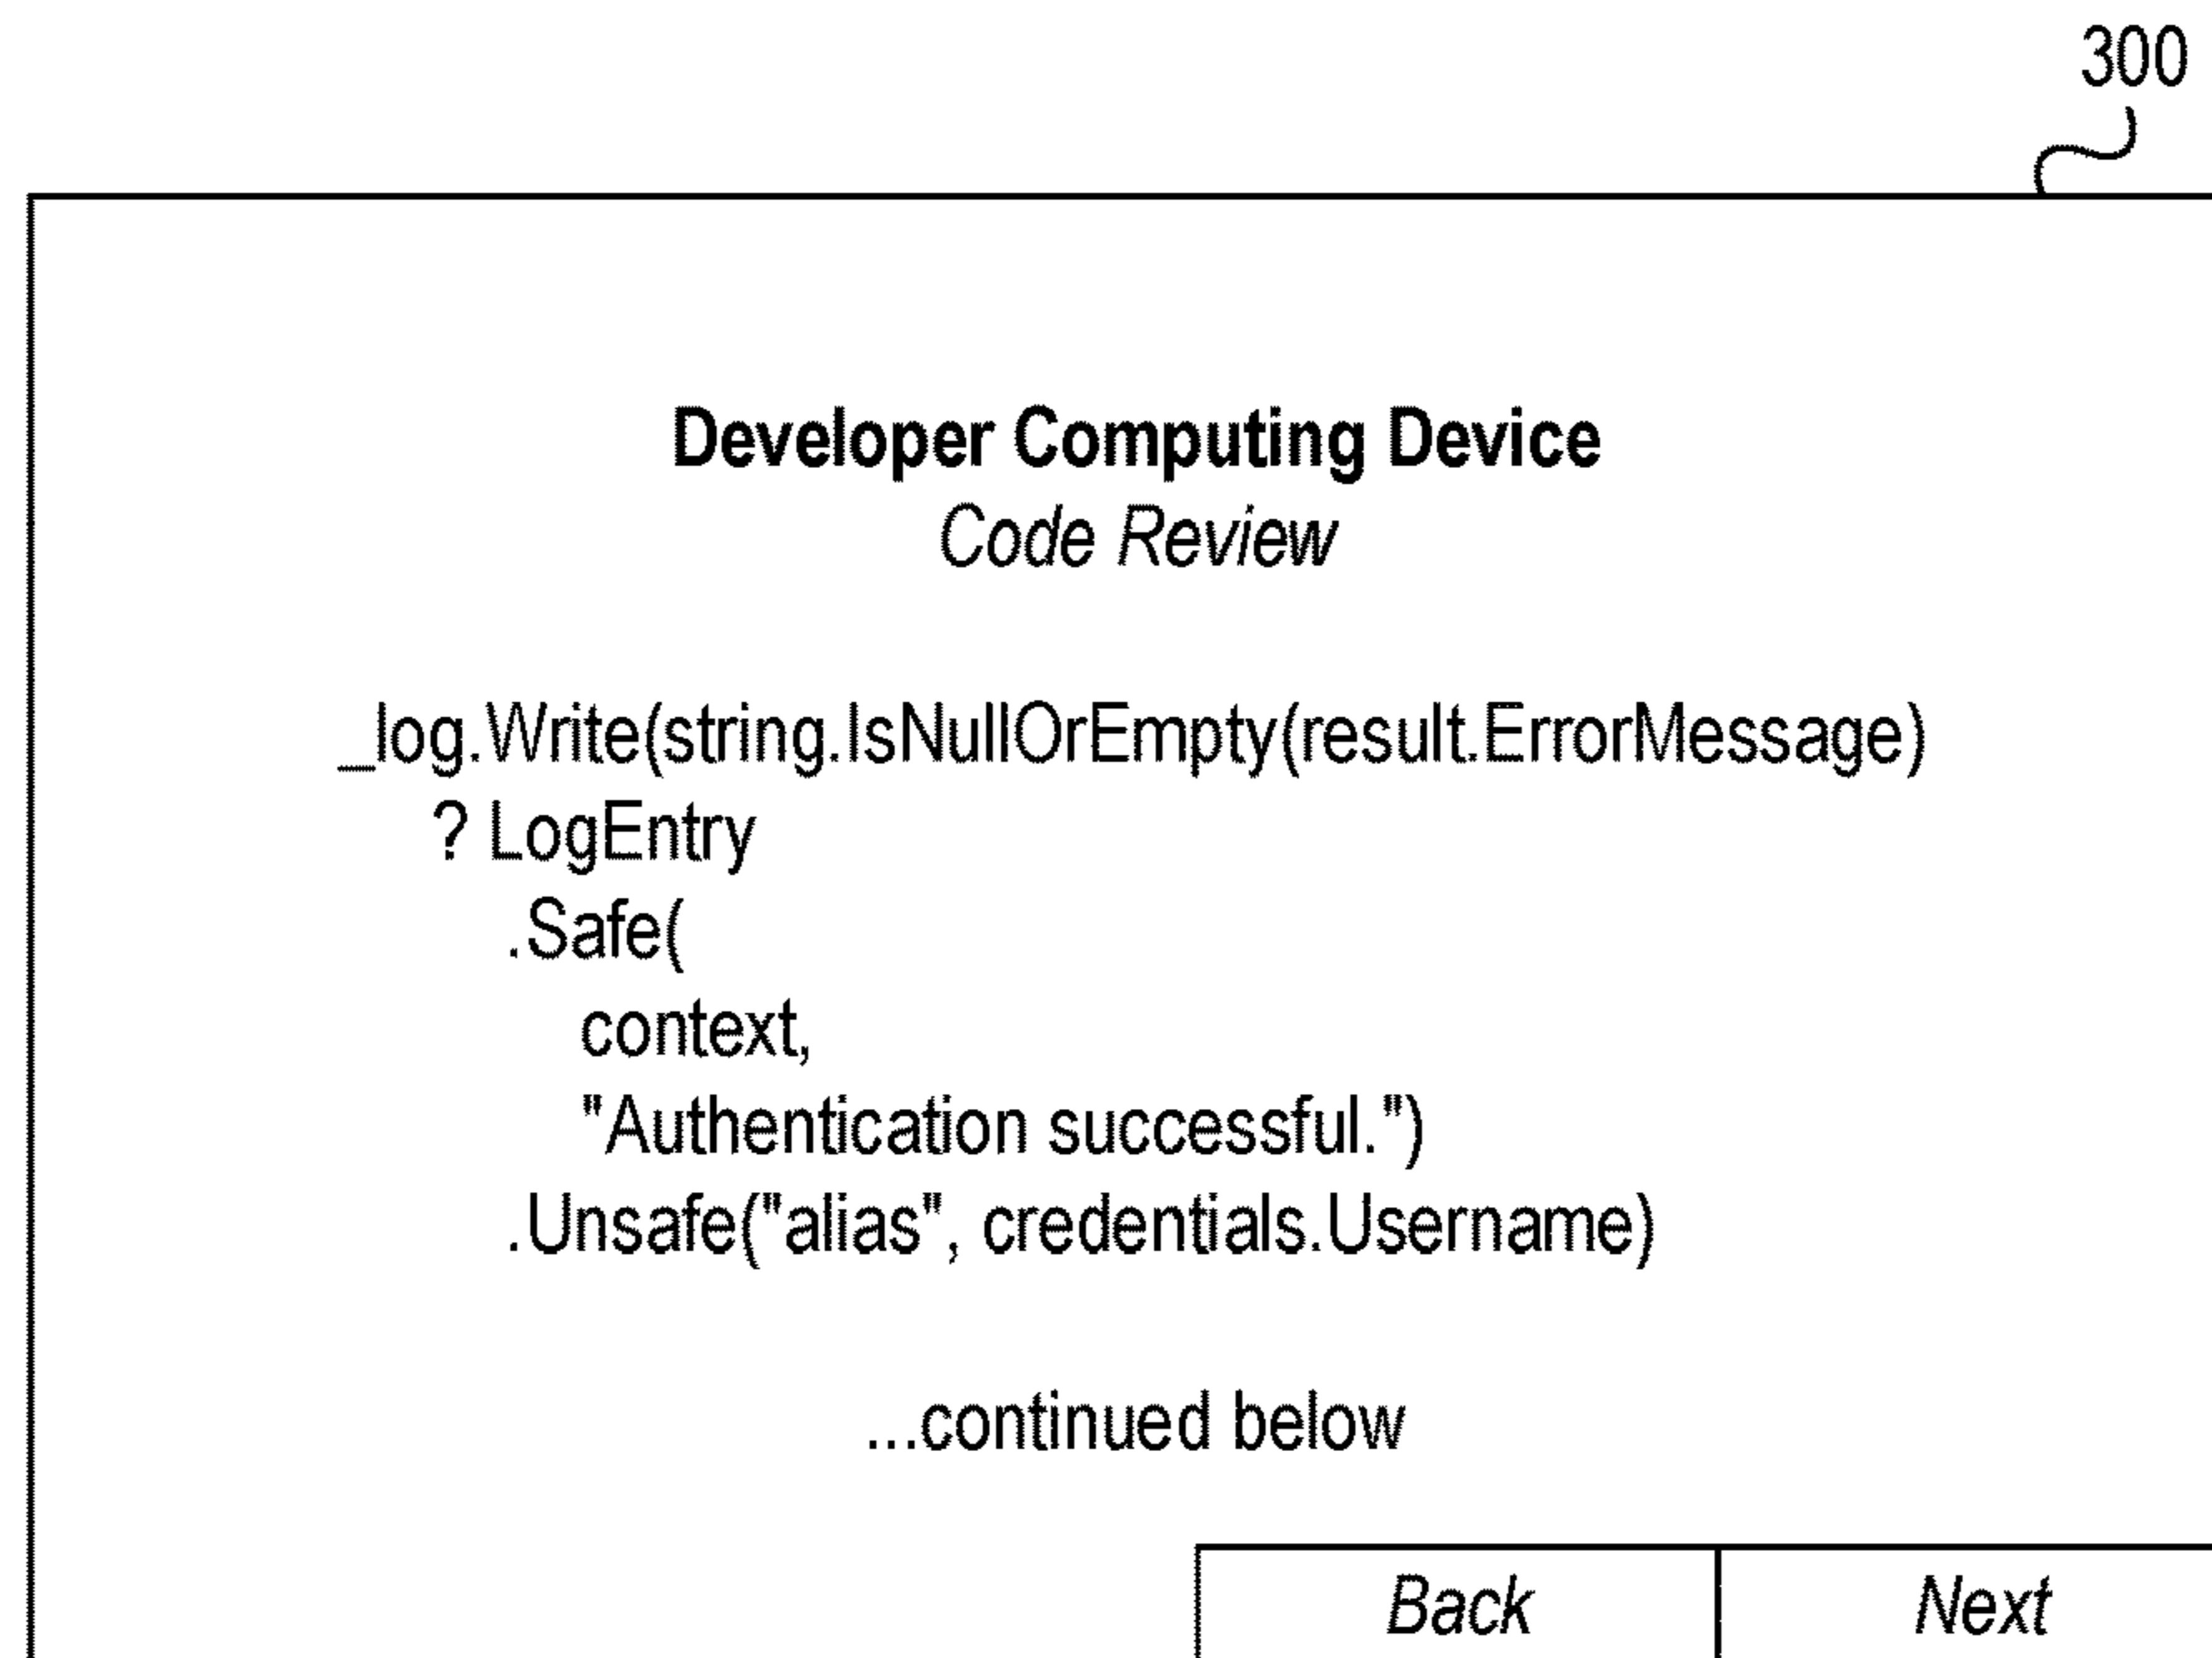 300
Developer Computing Device
Code Review
_log.Write(string.IsNullOrEmpty(result.ErrorMessage)
? LogEntry
.Safe(
context,
"Authentication successful.")
.Unsafe("alias", credentials.Username)
...continued below
Back Next